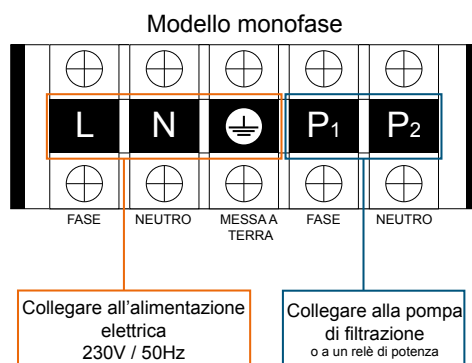 Modello monofase
L N P1 P2
FASE NEUTRO MESSA A TERRA FASE NEUTRO
Collegare all'alimentazione
elettrica
230V / 50Hz
Collegare alla pompa
di filtrazione
o a un relè di potenza